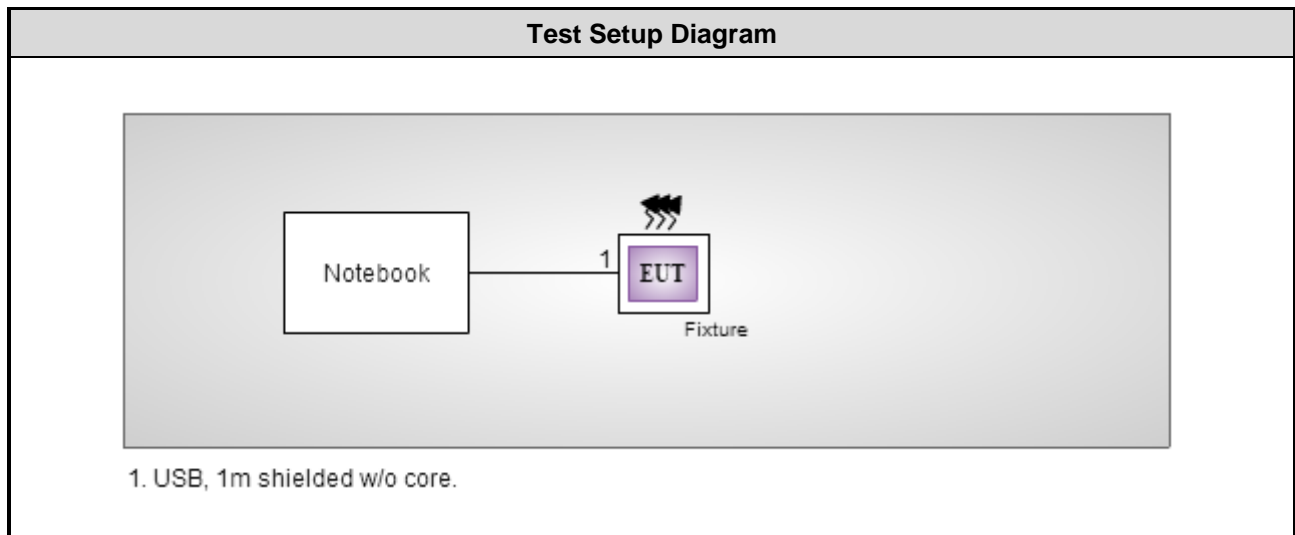 Test Setup Diagram
Notebook
1
EUT
Fixture
1. USB, 1m shielded w/o core.